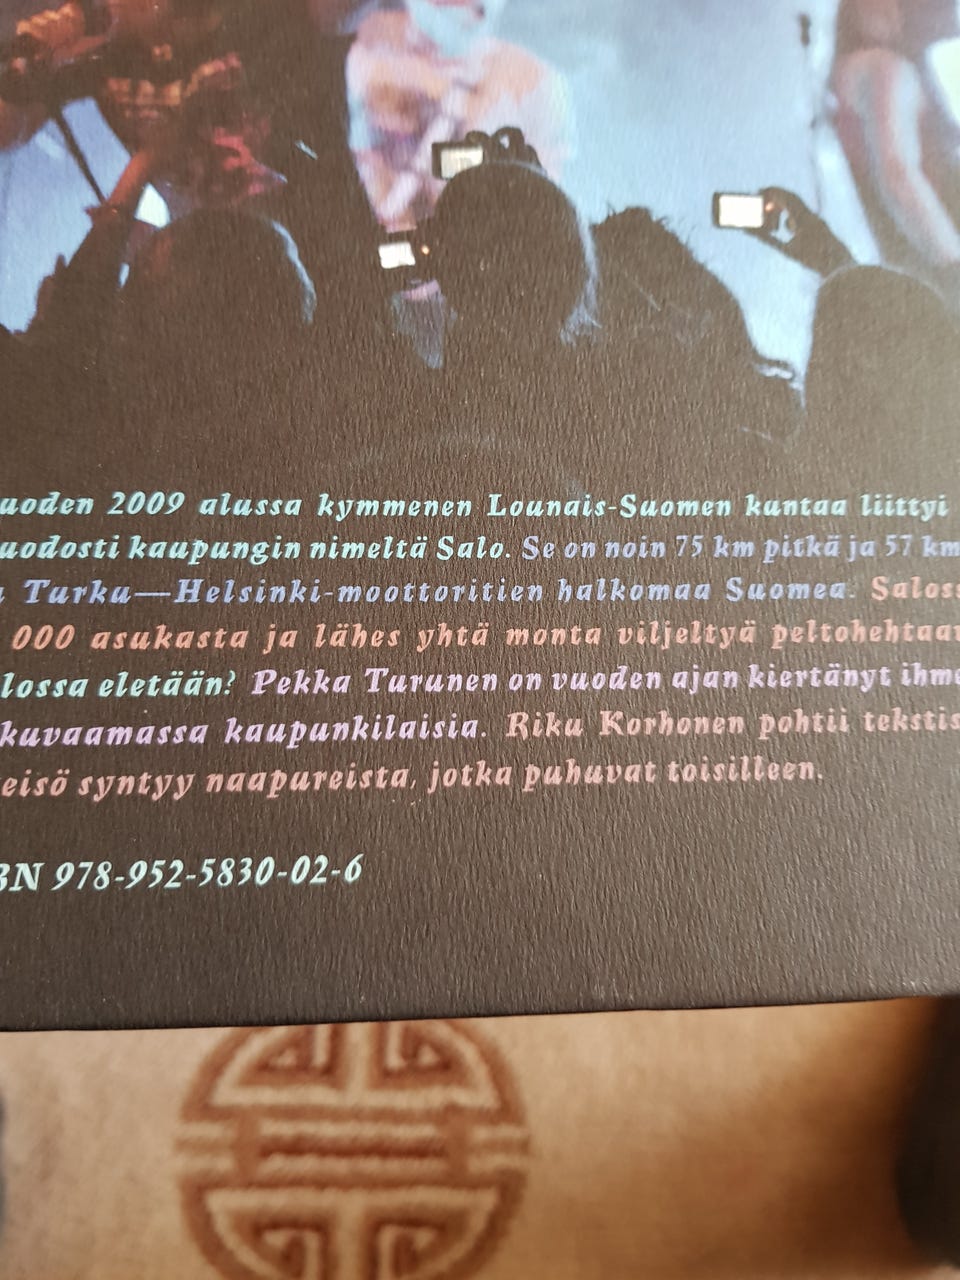 uoden 2009 alussa kymmenen Lounais-Suomen kuntaa liittyi
uodosti kaupungin nimeltä Salo. Se on noin 75 km pitkä ja 57 km
Turku—Helsinki-moottoritien halkomaa Suomea. Saloss
000 asukasta ja lähes yhtä monta viljeltyä peltohehtaar
lossa eletään? Pekka Turunen on vuoden ajan kiertänyt ihme
kuvaamassa kaupunkilaisia. Riku Korhonen pohtii tekstis
eisö syntyy naapureista, jotka puhuvat toisilleen.
BN 978-952-5830-02-6